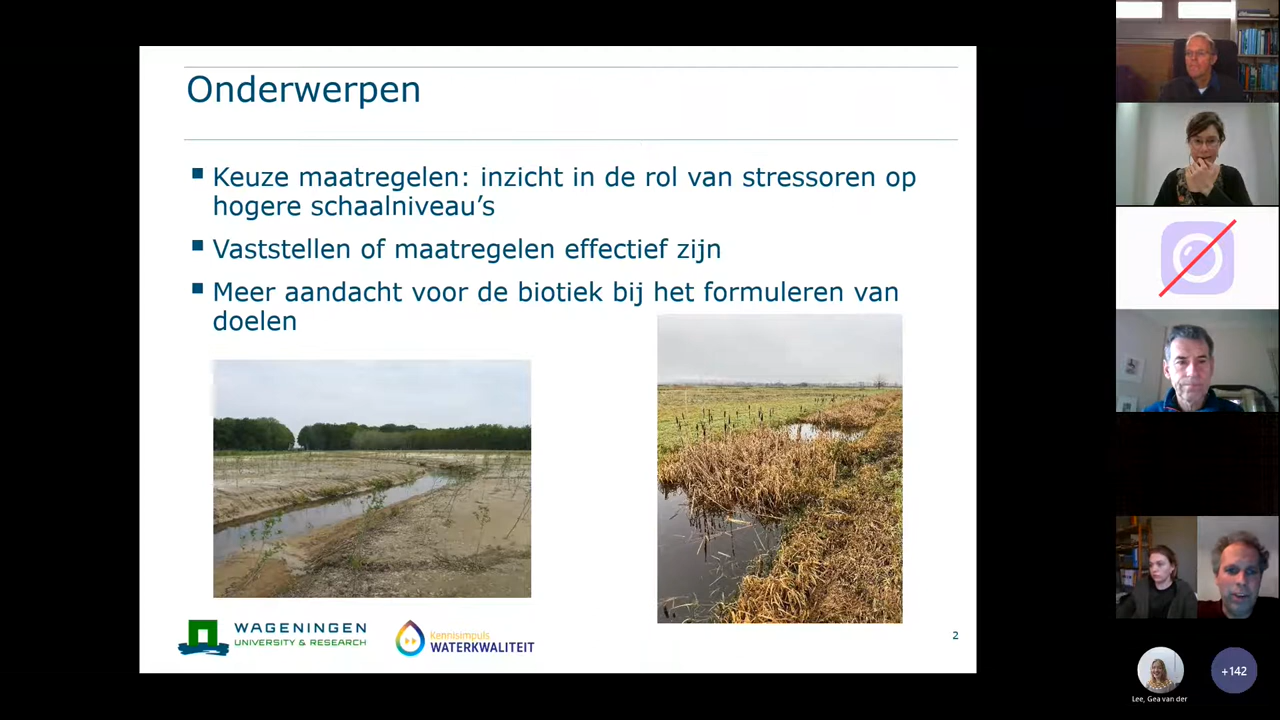 Onderwerpen
Keuze maatregelen: inzicht in de rol van stressoren op
hogere schaalniveau's
Vaststellen of maatregelen effectief zijn
Meer aandacht voor de biotiek bij het formuleren van
doelen
WAGENINGEN
UNIVERSITY & RESEARCH
Kennisimpuls
WATERKWALITEIT
2
+142
Lee, Gea van der